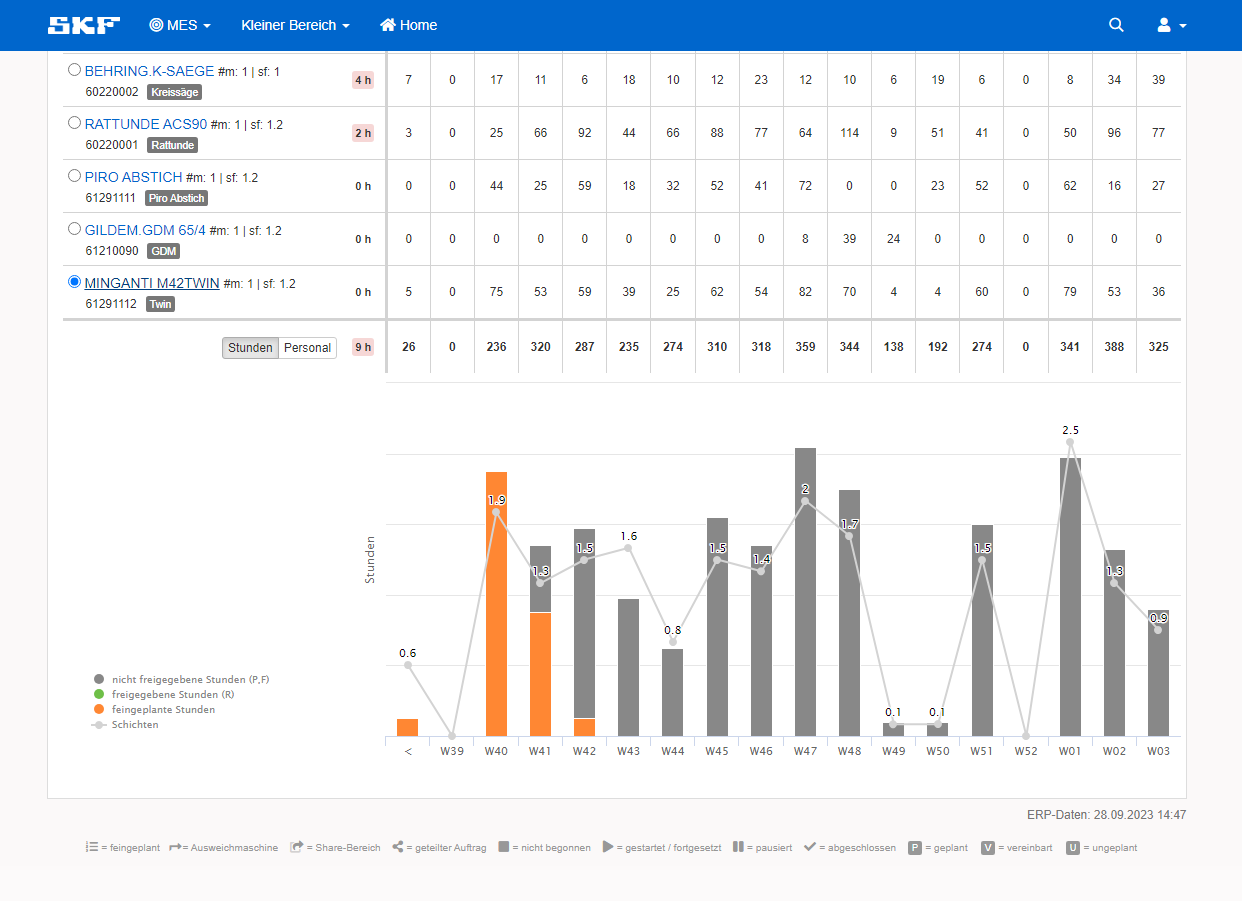 SKF MES Kleiner Bereich Home
BEHRING.K-SAEGE #m: 1 | sf: 1
60220002 Kreissäge
4 h 7 0 17 11 6 18 10 12 23 12 10 6 19 6 0 8 34 39
RATTUNDE ACS90 #m: 1 | sf: 1.2
60220001 Rattunde
2 h 3 0 25 66 92 44 66 88 77 64 114 9 51 41 0 50 96 77
PIRO ABSTICH #m: 1 | sf: 1.2
61291111 Piro Abstich
0 h 0 0 44 25 59 18 32 52 41 72 0 0 23 52 0 62 16 27
GILDEM.GDM 65/4 #m: 1 | sf: 1.2
61210090 GDM
0 h 0 0 0 0 0 0 0 0 0 8 39 24 0 0 0 0 0 0
MINGANTI M42TWIN #m: 1 | sf: 1.2
61291112 Twin
0 h 5 0 75 53 59 39 25 62 54 82 70 4 4 60 0 79 53 36
Stunden Personal 9 h 26 0 236 320 287 235 274 310 318 359 344 138 192 274 0 341 388 325
Stunden
0.6 1.9 1.3 1.5 1.6 0.8 1.5 1.4 2 1.7 0.1 0.1 1.5 2.5 1.3 0.9
nicht freigegebene Stunden (P,F)
freigegebene Stunden (R)
feingeplante Stunden
Schichten
< W39 W40 W41 W42 W43 W44 W45 W46 W47 W48 W49 W50 W51 W52 W01 W02 W03
ERP-Daten: 28.09.2023 14:47
= feingeplant = Ausweichmaschine = Share-Bereich = geteilter Auftrag = nicht begonnen = gestartet / fortgesetzt = pausiert = abgeschlossen P = geplant V = vereinbart U = ungeplant